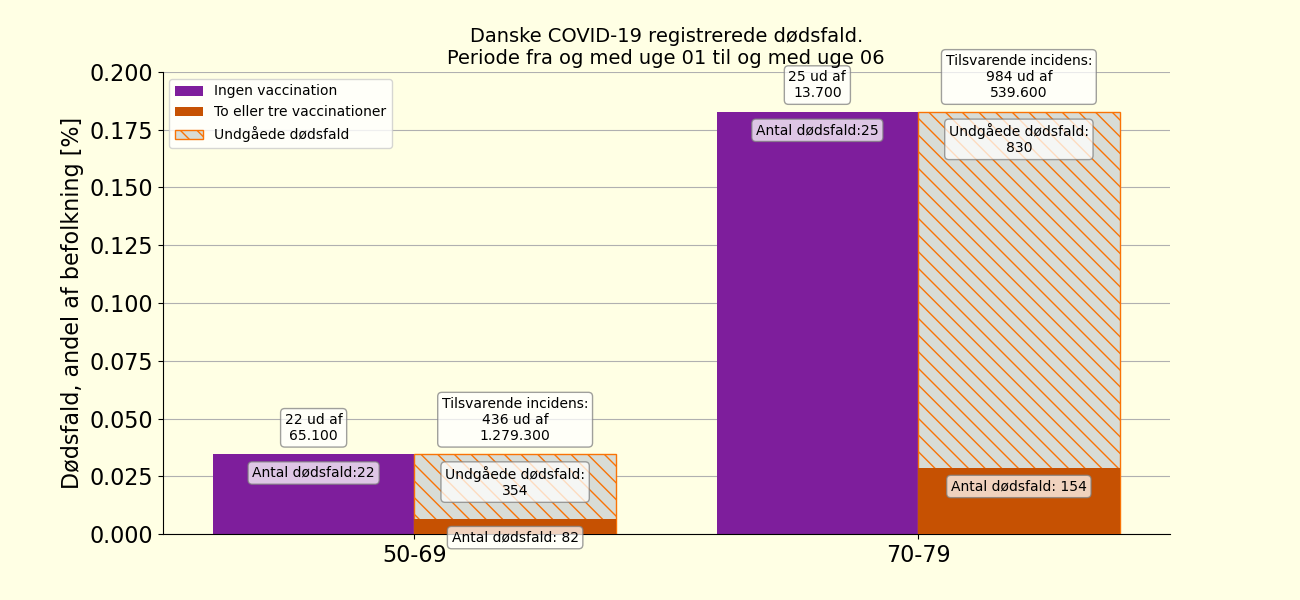 Danske COVID-19 registrerede dødsfald.
Periode fra og med uge 01 til og med uge 06
Ingen vaccination
To eller tre vaccinationer
Undgåede dødsfald
Dødsfald, andel af befolkning [%]
0.200
0.175
0.150
0.125
0.100
0.075
0.050
0.025
0.000
22 ud af
65.100
Antal dødsfald:22
Tilsvarende incidens:
436 ud af
1.279.300
Undgåede dødsfald:
354
Antal dødsfald: 82
25 ud af
13.700
Antal dødsfald:25
Tilsvarende incidens:
984 ud af
539.600
Undgåede dødsfald:
830
Antal dødsfald: 154
50-69
70-79